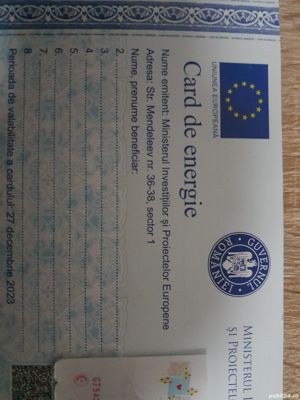 UNIUNEA EUROPEANĂ
GUVERNUL ROMÂNIEI
MINISTERUL
ȘI PROIECTEL
Card de energie
Nume emitent: Ministerul Investițiilor și Proiectelor Europene
Adresa: Str. Mendeleev nr. 36-38, sector 1
Nume, prenume beneficiar:
2.
3.
4.
5.
6.
7.
8.
Perioada de valabilitate a cardului: 27 decembrie 2023
publi24.ro